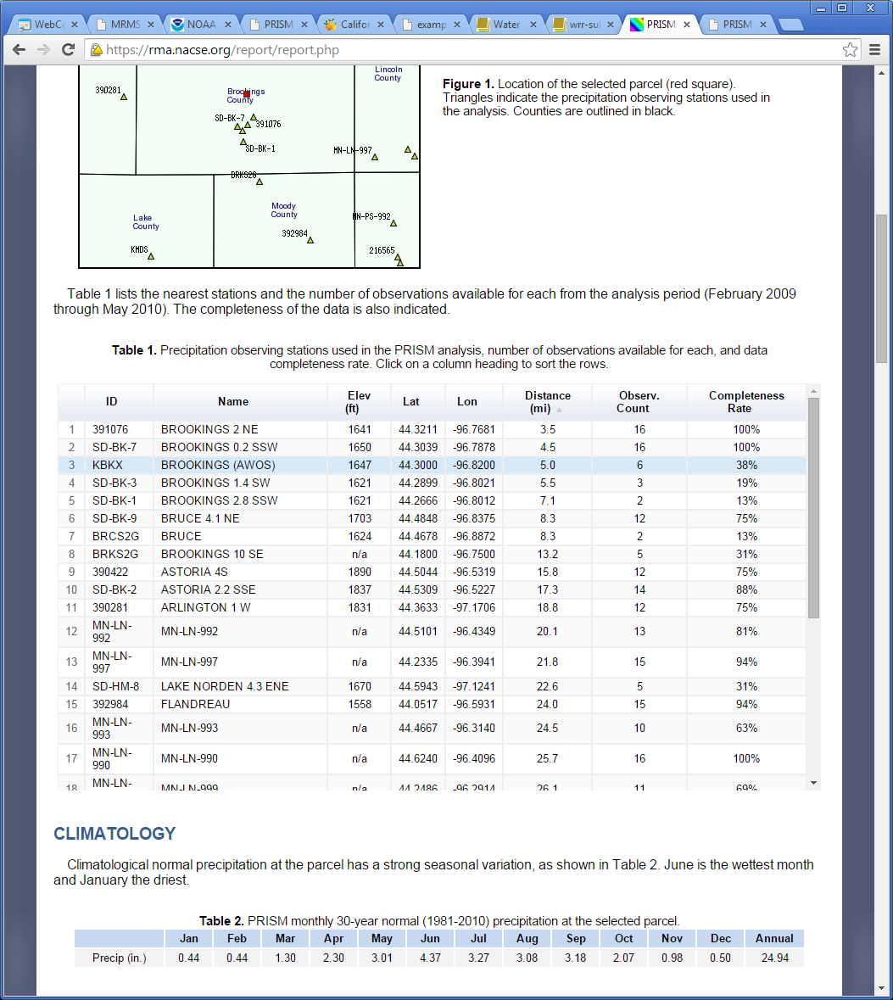 WebCa
MRMS
NOAA
PRISM
Califor
examp
Water
wrr-sul
PRISM
PRISM
https://rma.nacse.org/report/report.php
Lincoln
County
390281
Brookings
County
SD-BK-7
391076
SD-BK-1
MN-LN-997
BRKS2G
Moody
County
Lake
County
MN-PS-992
392984
KMDS
216565
Figure 1. Location of the selected parcel (red square).
Triangles indicate the precipitation observing stations used in
the analysis. Counties are outlined in black.
Table 1 lists the nearest stations and the number of observations available for each from the analysis period (February 2009
through May 2010). The completeness of the data is also indicated.
Table 1. Precipitation observing stations used in the PRISM analysis, number of observations available for each, and data
completeness rate. Click on a column heading to sort the rows.
ID Name Elev (ft) Lat Lon Distance (mi) Observ. Count Completeness Rate
1 391076 BROOKINGS 2 NE 1641 44.3211 -96.7681 3.5 16 100%
2 SD-BK-7 BROOKINGS 0.2 SSW 1650 44.3039 -96.7878 4.5 16 100%
3 KBKX BROOKINGS (AWOS) 1647 44.3000 -96.8200 5.0 6 38%
4 SD-BK-3 BROOKINGS 1.4 SW 1621 44.2899 -96.8021 5.5 3 19%
5 SD-BK-1 BROOKINGS 2.8 SSW 1621 44.2666 -96.8012 7.1 2 13%
6 SD-BK-9 BRUCE 4.1 NE 1703 44.4848 -96.8375 8.3 12 75%
7 BRCS2G BRUCE 1624 44.4678 -96.8872 8.3 2 13%
8 BRKS2G BROOKINGS 10 SE n/a 44.1800 -96.7500 13.2 5 31%
9 390422 ASTORIA 4S 1890 44.5044 -96.5319 15.8 12 75%
10 SD-BK-2 ASTORIA 2.2 SSE 1837 44.5309 -96.5227 17.3 14 88%
11 390281 ARLINGTON 1 W 1831 44.3633 -97.1706 18.8 12 75%
12 MN-LN-992 MN-LN-992 n/a 44.5101 -96.4349 20.1 13 81%
13 MN-LN-997 MN-LN-997 n/a 44.2335 -96.3941 21.8 15 94%
14 SD-HM-8 LAKE NORDEN 4.3 ENE 1670 44.5943 -97.1241 22.6 5 31%
15 392984 FLANDREAU 1558 44.0517 -96.5931 24.0 15 94%
16 MN-LN-993 MN-LN-993 n/a 44.4667 -96.3140 24.5 10 63%
17 MN-LN-990 MN-LN-990 n/a 44.6240 -96.4096 25.7 16 100%
18 MN-LN- MN-LN-999 n/a 44.2486 -96.2914 26.1 11 69%
CLIMATOLOGY
Climatological normal precipitation at the parcel has a strong seasonal variation, as shown in Table 2. June is the wettest month
and January the driest.
Table 2. PRISM monthly 30-year normal (1981-2010) precipitation at the selected parcel.
Jan Feb Mar Apr May Jun Jul Aug Sep Oct Nov Dec Annual
Precip (in.) 0.44 0.44 1.30 2.30 3.01 4.37 3.27 3.08 3.18 2.07 0.98 0.50 24.94